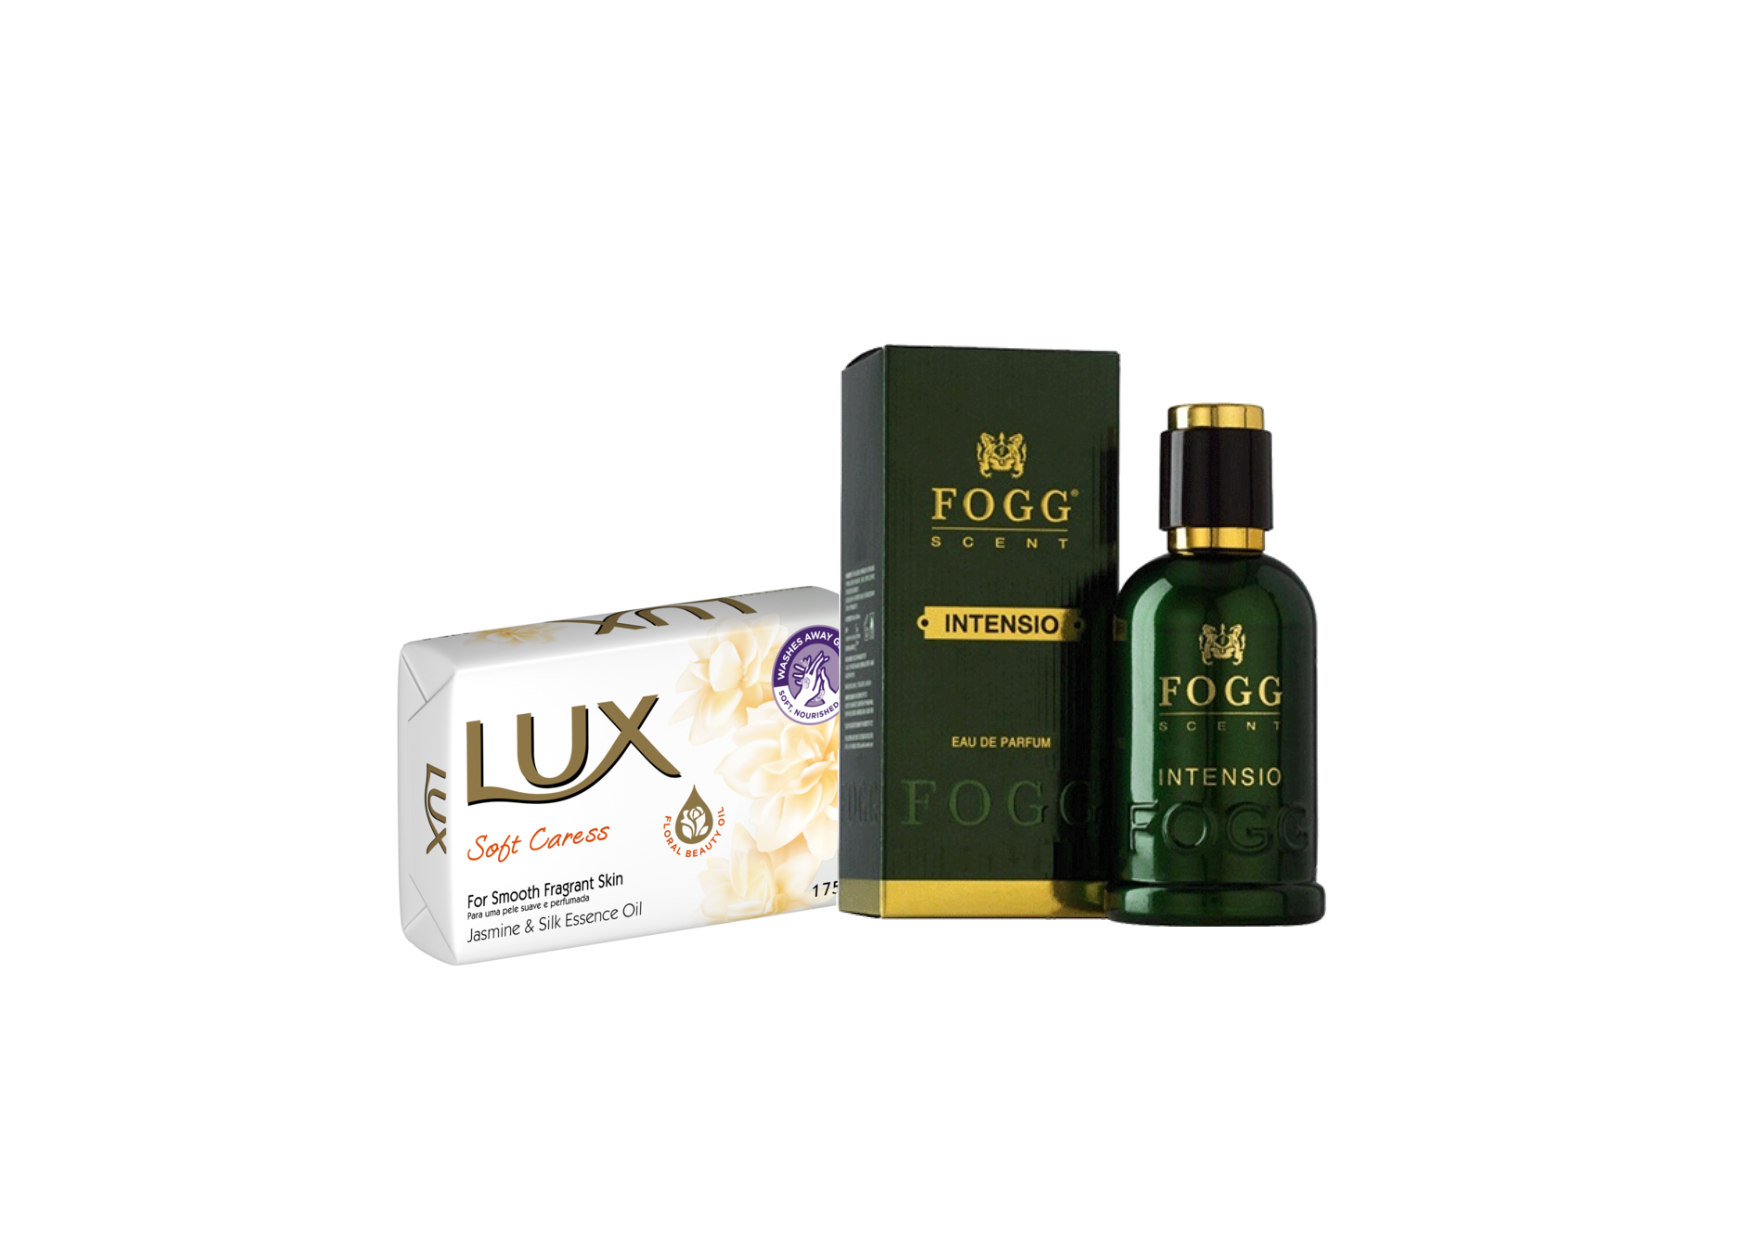 LUX
LUX
LUX
Soft Caress
FLORAL BEAUTY OIL
For Smooth Fragrant Skin
Para uma pele suave e perfumada
Jasmine & Silk Essence Oil
WASHES AWAY G
SOFT, NOURISHED
175
FOGG®
SCENT
INTENSIO
EAU DE PARFUM
FOGG
FOGG
FOGG
SCENT
INTENSIO
FOGG